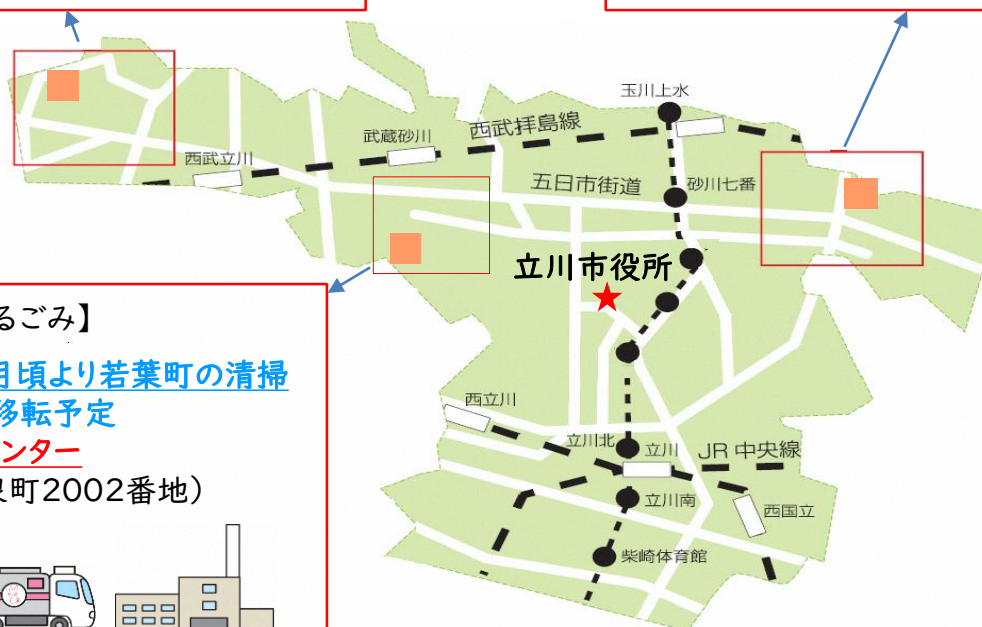 玉川上水
西武拝島線
武蔵砂川
西武立川
五日市街道
砂川七番
立川市役所
るごみ】
月頃より若葉町の清掃
移転予定
ンター
町2002番地）
西立川
立川北
立川
JR中央線
立川南
西国立
柴崎体育館